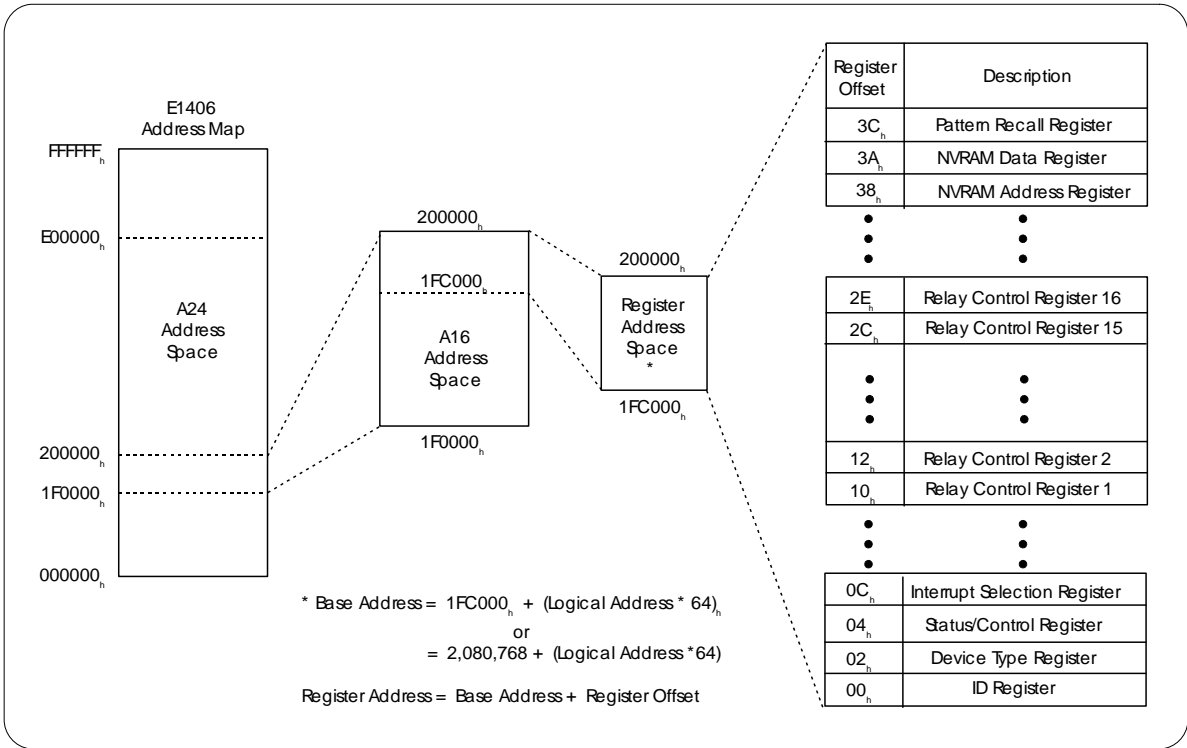 E1406
Address Map
FFFFFFh
E00000h
A24
Address
Space
200000h
1F0000h
000000h
200000h
1FC000h
A16
Address
Space
1F0000h
200000h
Register
Address
Space
*
1FC000h
* Base Address = 1FC000h + (Logical Address * 64)h
or
= 2,080,768 + (Logical Address *64)
Register Address = Base Address + Register Offset
Register Offset Description
3Ch Pattern Recall Register
3Ah NVRAM Data Register
38h NVRAM Address Register
2Eh Relay Control Register 16
2Ch Relay Control Register 15
12h Relay Control Register 2
10h Relay Control Register 1
0Ch Interrupt Selection Register
04h Status/Control Register
02h Device Type Register
00h ID Register